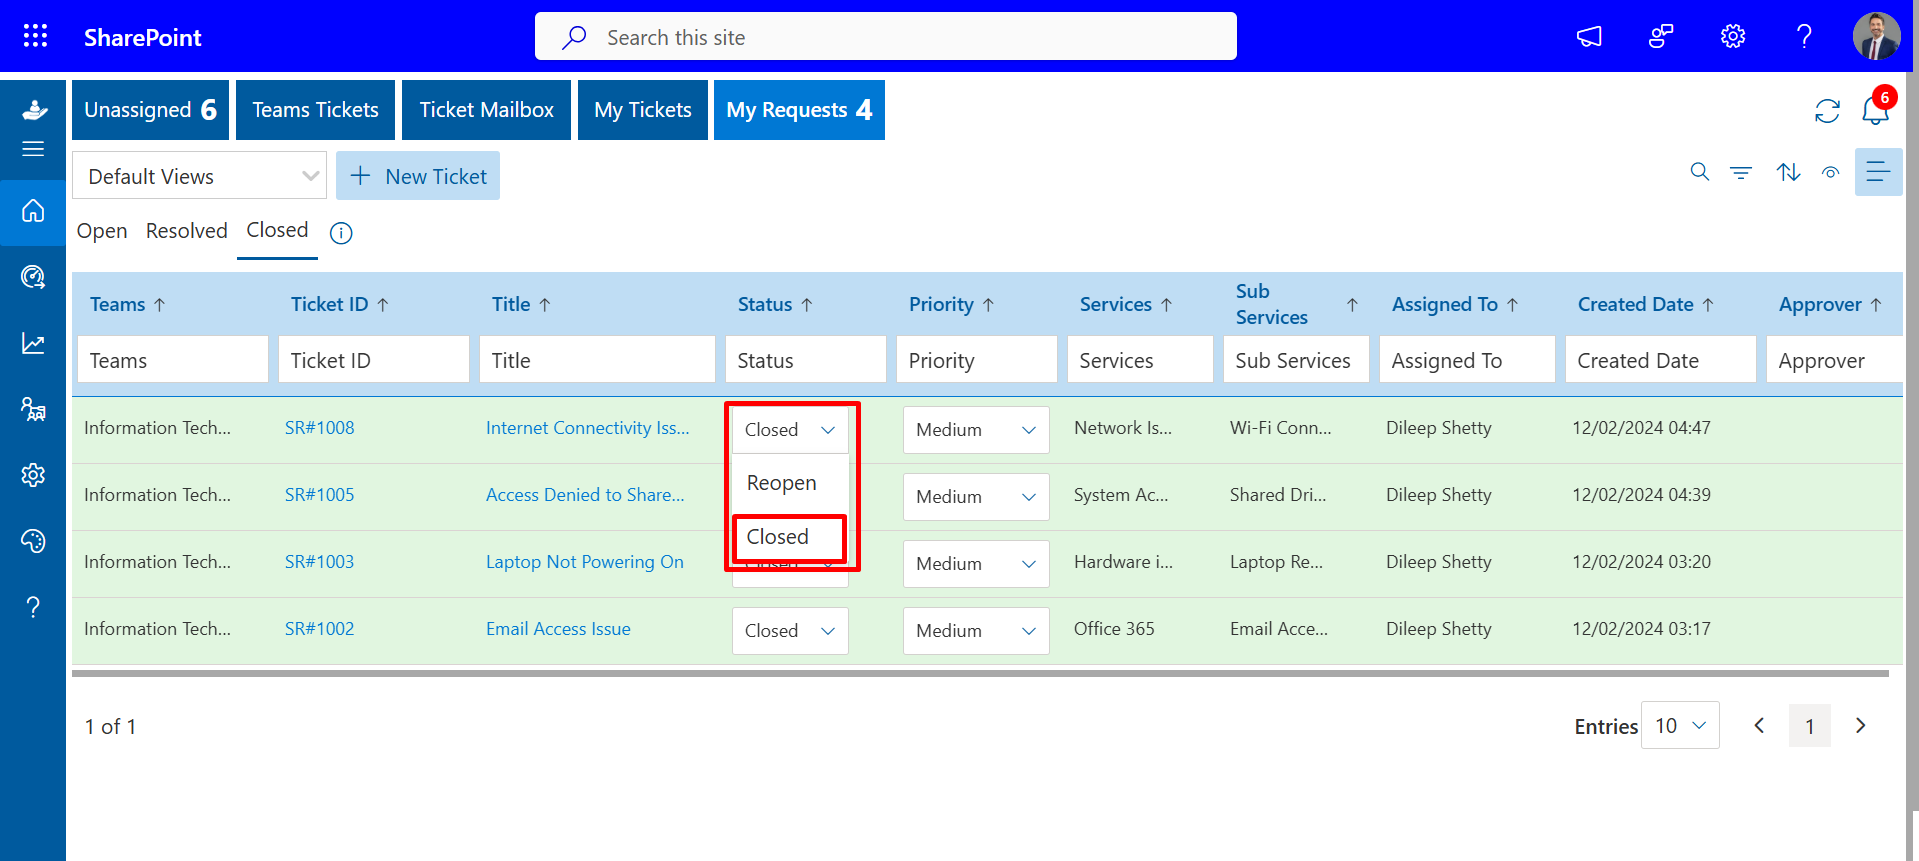 SharePoint
Search this site
6
Unassigned 6
Teams Tickets
Ticket Mailbox
My Tickets
My Requests 4
Default Views
New Ticket
Open
Resolved
Closed
Teams
Ticket ID
Title
Status
Priority
Services
Sub Services
Assigned To
Created Date
Approver
Teams
Ticket ID
Title
Status
Priority
Services
Sub Services
Assigned To
Created Date
Approver
Information Tech... SR#1008 Internet Connectivity Iss... Closed Medium Network Is... Wi-Fi Conn... Dileep Shetty 12/02/2024 04:47
Reopen
Closed
Information Tech... SR#1005 Access Denied to Share... Medium System Ac... Shared Dri... Dileep Shetty 12/02/2024 04:39
Information Tech... SR#1003 Laptop Not Powering On Closed Medium Hardware i... Laptop Re... Dileep Shetty 12/02/2024 03:20
Information Tech... SR#1002 Email Access Issue Closed Medium Office 365 Email Acce... Dileep Shetty 12/02/2024 03:17
1 of 1
Entries 10
1